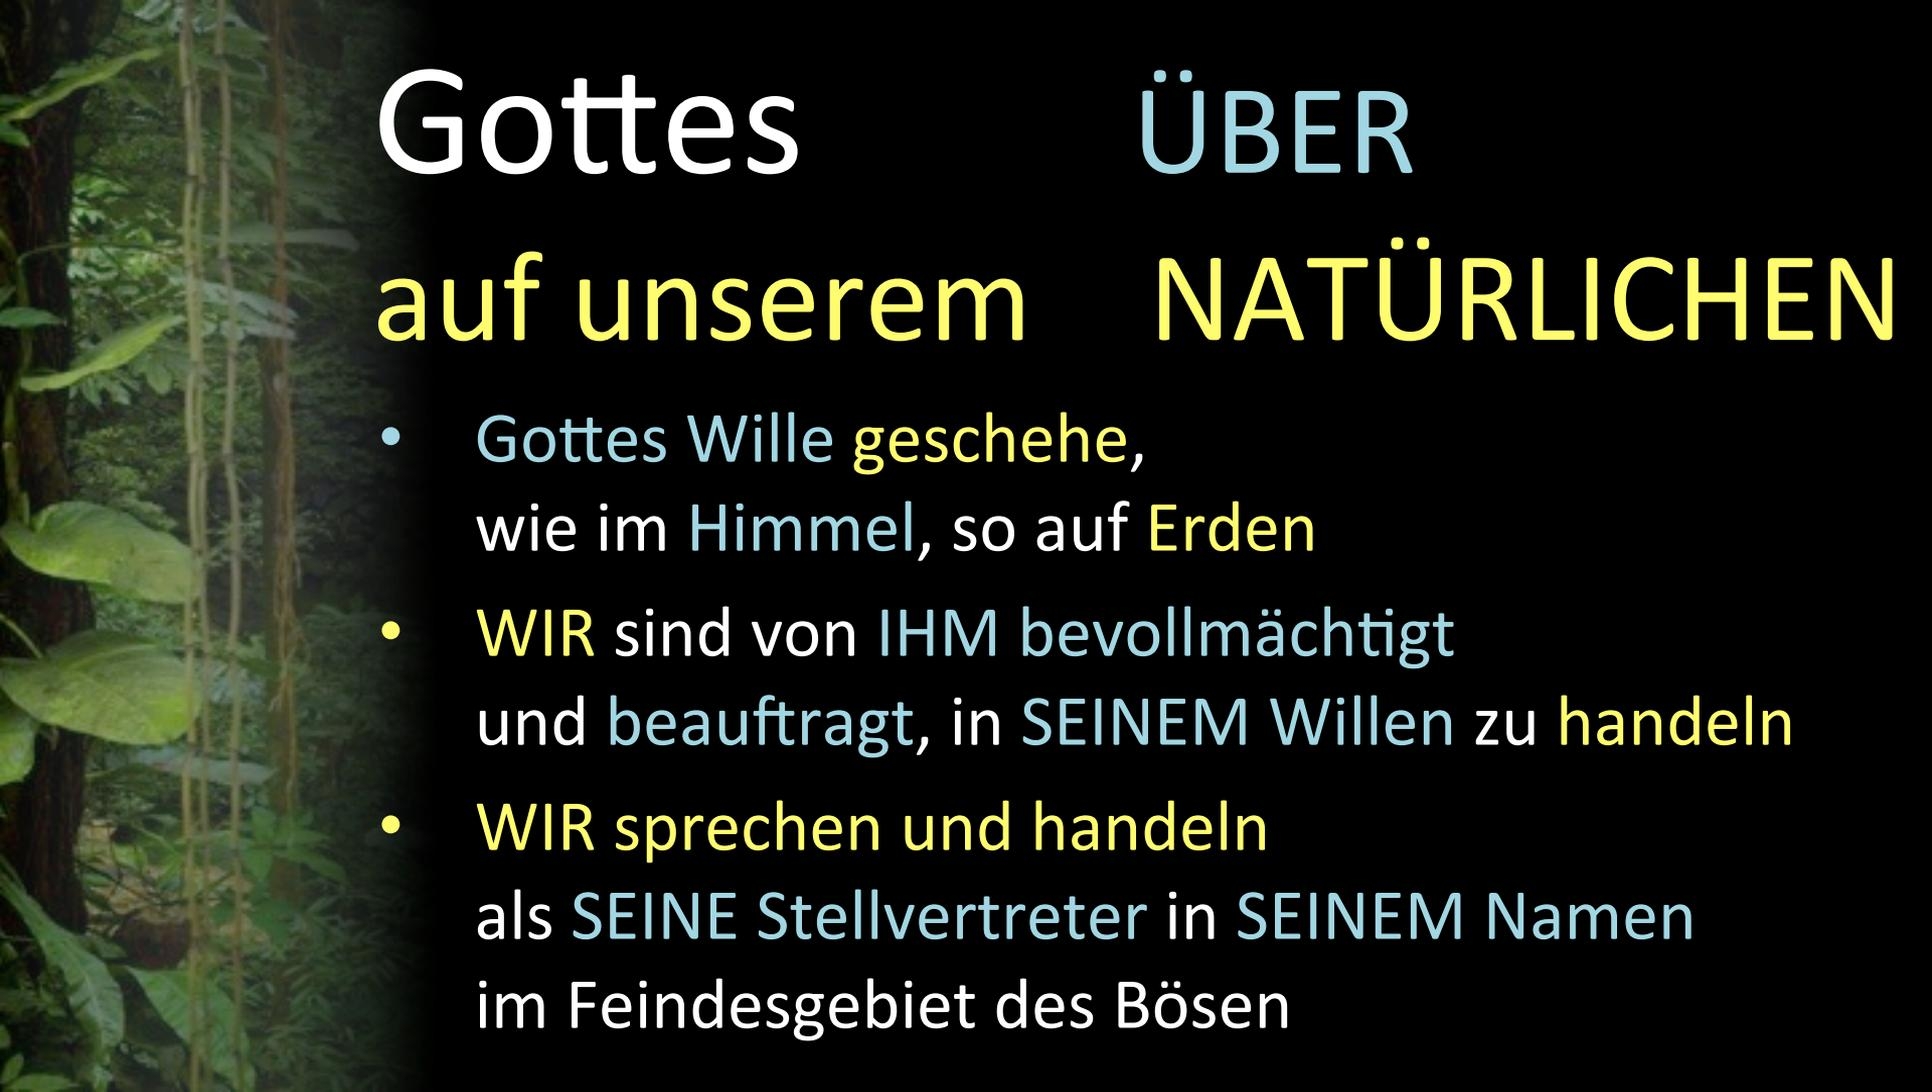 Gottes ÜBER
auf unserem NATÜRLICHEN
• Gottes Wille geschehe,
wie im Himmel, so auf Erden
• WIR sind von IHM bevollmächtigt
und beauftragt, in SEINEM Willen zu handeln
• WIR sprechen und handeln
als SEINE Stellvertreter in SEINEM Namen
im Feindesgebiet des Bösen